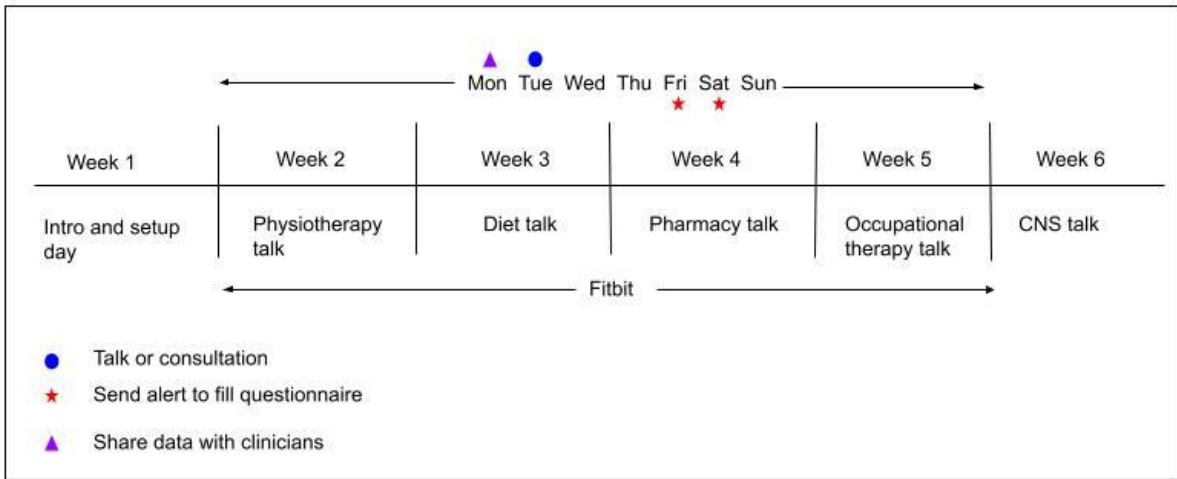 Mon Tue Wed Thu Fri Sat Sun
Week 1 Week 2 Week 3 Week 4 Week 5 Week 6
Intro and setup
day
Physiotherapy
talk
Diet talk
Pharmacy talk
Occupational
therapy talk
CNS talk
Fitbit
Talk or consultation
Send alert to fill questionnaire
Share data with clinicians